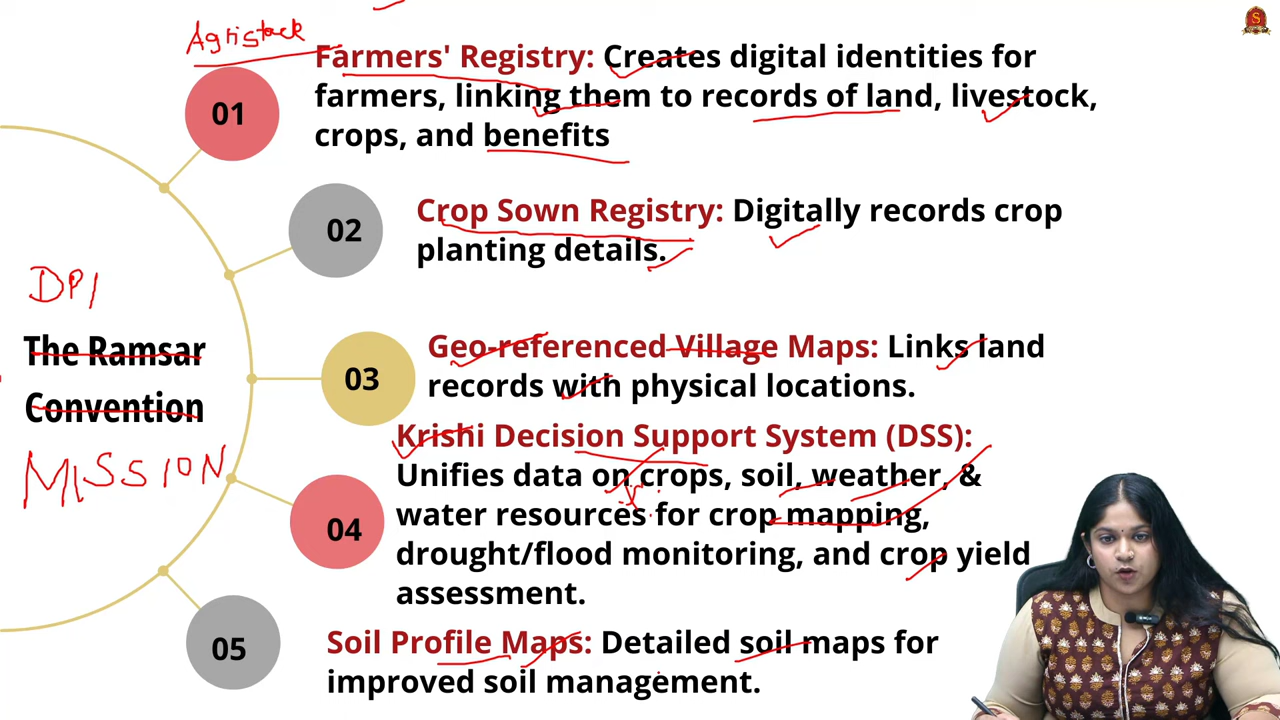 Agristack
01
Farmers' Registry: Creates digital identities for
farmers, linking them to records of land, livestock,
crops, and benefits
02
Crop Sown Registry: Digitally records crop
planting details.
DPI
The Ramsar
Convention
MISSION
03
Geo-referenced Village Maps: Links land
records with physical locations.
04
Krishi Decision Support System (DSS):
Unifies data on crops, soil, weather, &
water resources for crop mapping,
drought/flood monitoring, and crop yield
assessment.
05
Soil Profile Maps: Detailed soil maps for
improved soil management.